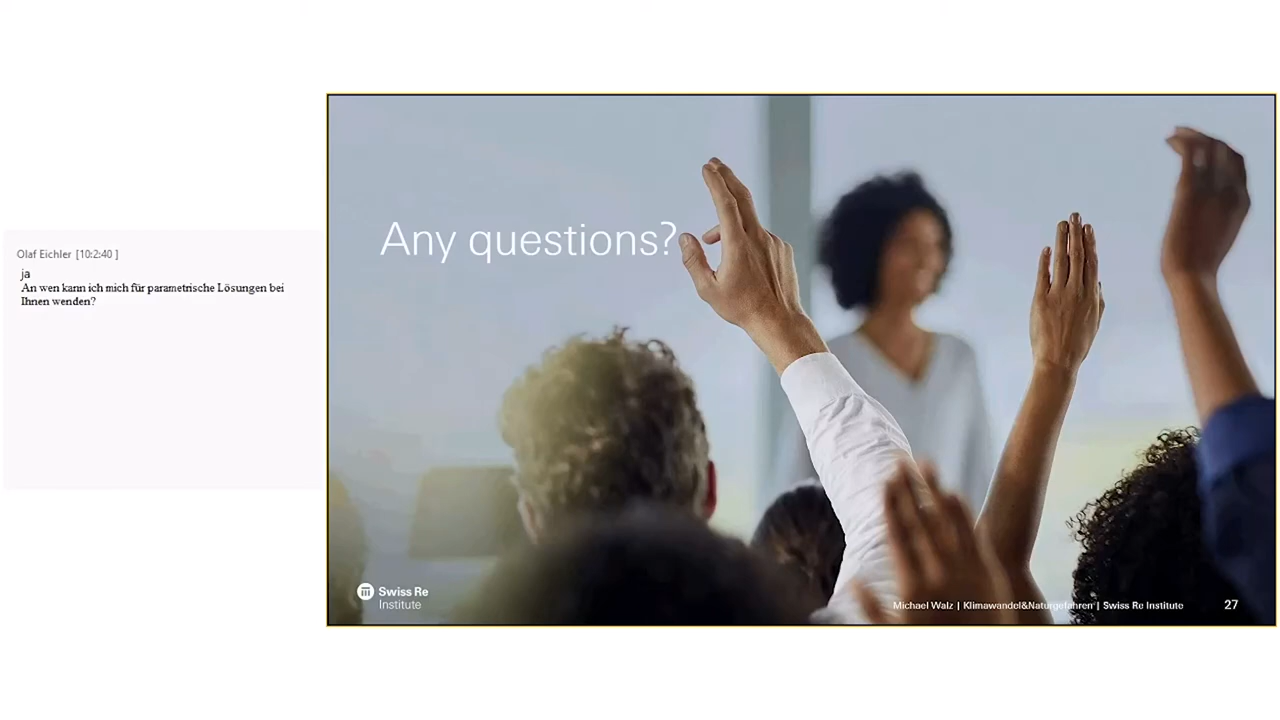 Olaf Eichler [10:2:40 ]
ja
An wen kann ich mich für parametrische Lösungen bei
Ihnen wenden?
Any questions?
Swiss Re
Institute
Michael Walz | Klimawandel&Naturgefahren | Swiss Re Institute
27